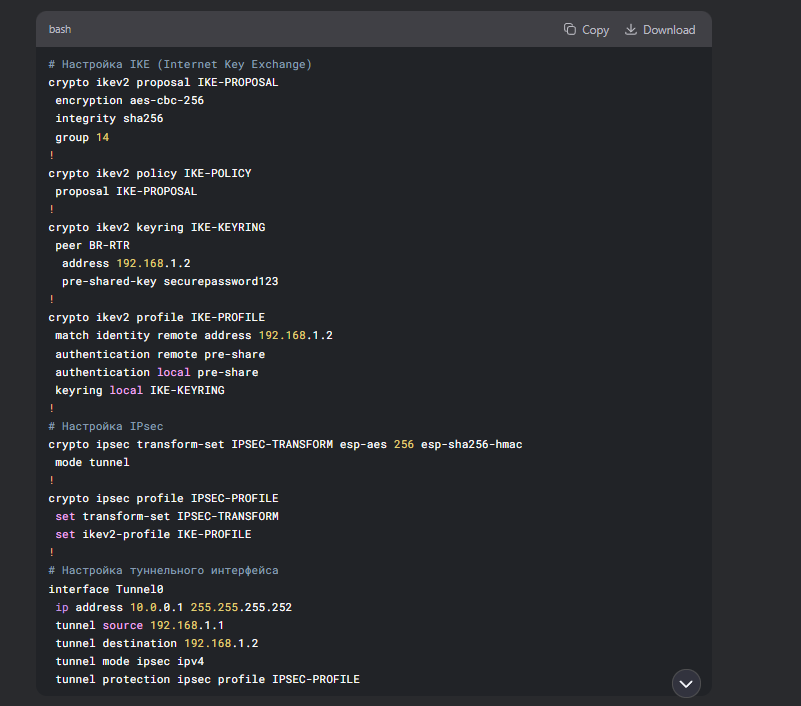 bash
Copy
Download
# Настройка IKE (Internet Key Exchange)
crypto ikev2 proposal IKE-PROPOSAL
encryption aes-cbc-256
integrity sha256
group 14
!
crypto ikev2 policy IKE-POLICY
proposal IKE-PROPOSAL
!
crypto ikev2 keyring IKE-KEYRING
peer BR-RTR
address 192.168.1.2
pre-shared-key securepassword123
!
crypto ikev2 profile IKE-PROFILE
match identity remote address 192.168.1.2
authentication remote pre-share
authentication local pre-share
keyring local IKE-KEYRING
!
# Настройка IPsec
crypto ipsec transform-set IPSEC-TRANSFORM esp-aes 256 esp-sha256-hmac
mode tunnel
!
crypto ipsec profile IPSEC-PROFILE
set transform-set IPSEC-TRANSFORM
set ikev2-profile IKE-PROFILE
!
# Настройка туннельного интерфейса
interface Tunnel0
ip address 10.0.0.1 255.255.255.252
tunnel source 192.168.1.1
tunnel destination 192.168.1.2
tunnel mode ipsec ipv4
tunnel protection ipsec profile IPSEC-PROFILE